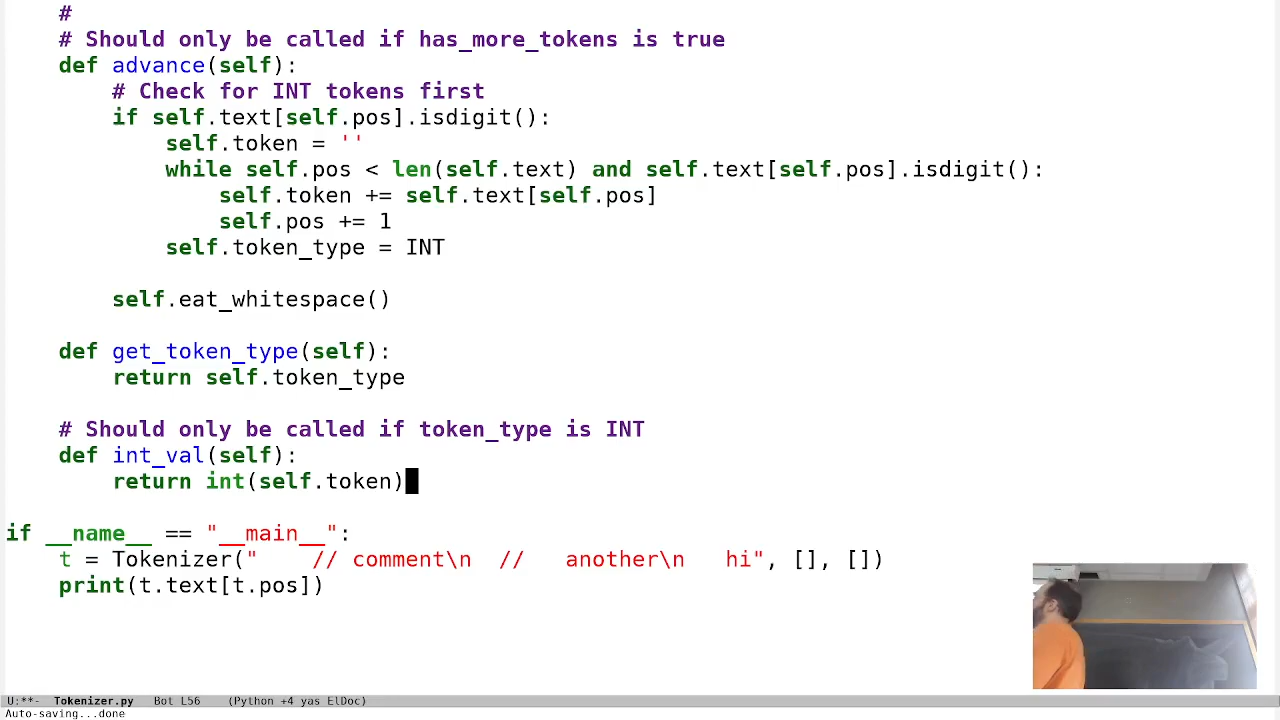 #
# Should only be called if has_more_tokens is true
def advance(self):
# Check for INT tokens first
if self.text[self.pos].isdigit():
self.token = ''
while self.pos < len(self.text) and self.text[self.pos].isdigit():
self.token += self.text[self.pos]
self.pos += 1
self.token_type = INT
self.eat_whitespace()
def get_token_type(self):
return self.token_type
# Should only be called if token_type is INT
def int_val(self):
return int(self.token)
if __name__ == "__main__":
t = Tokenizer("    // comment\n  //   another\n   hi", [], [])
print(t.text[t.pos])
U:**-  Tokenizer.py   Bot L56    (Python +4 yas ElDoc)
Auto-saving...done